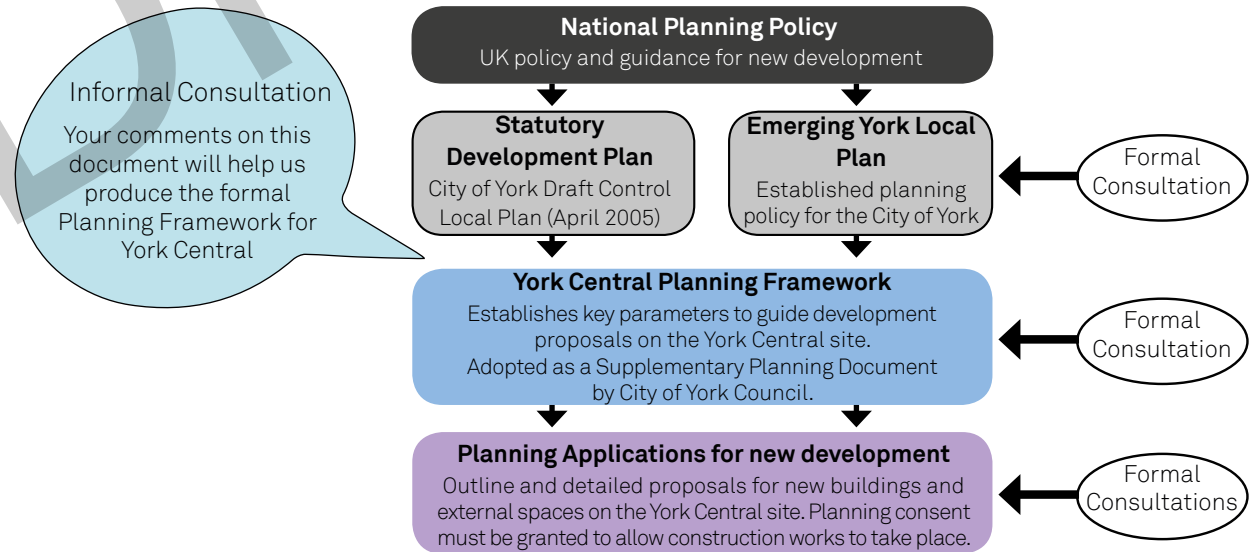 National Planning Policy
UK policy and guidance for new development
Informal Consultation
Your comments on this
document will help us
produce the formal
Planning Framework for
York Central
Statutory
Development Plan
City of York Draft Control
Local Plan (April 2005)
Emerging York Local
Plan
Established planning
policy for the City of York
Formal
Consultation
York Central Planning Framework
Establishes key parameters to guide development
proposals on the York Central site.
Adopted as a Supplementary Planning Document
by City of York Council.
Formal
Consultation
Planning Applications for new development
Outline and detailed proposals for new buildings and
external spaces on the York Central site. Planning consent
must be granted to allow construction works to take place.
Formal
Consultations